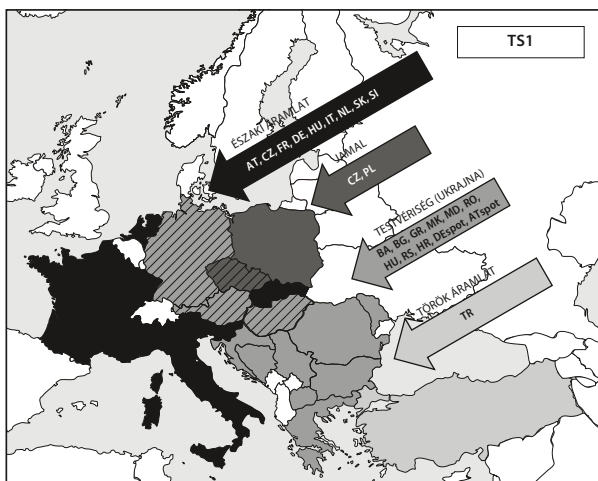 TS1
ÉSZAKI ÁRAMLAT
AT, CZ, FR, DE, HU, IT, NL, SK, SI
JAMAL
CZ, PL
TESTVÉRISÉG (UKRAJNA)
BA, BG, GR, MK, MD, RO,
HU, RS, HR, DEspot, ATspot
TÖRÖK ÁRAMLAT
TR